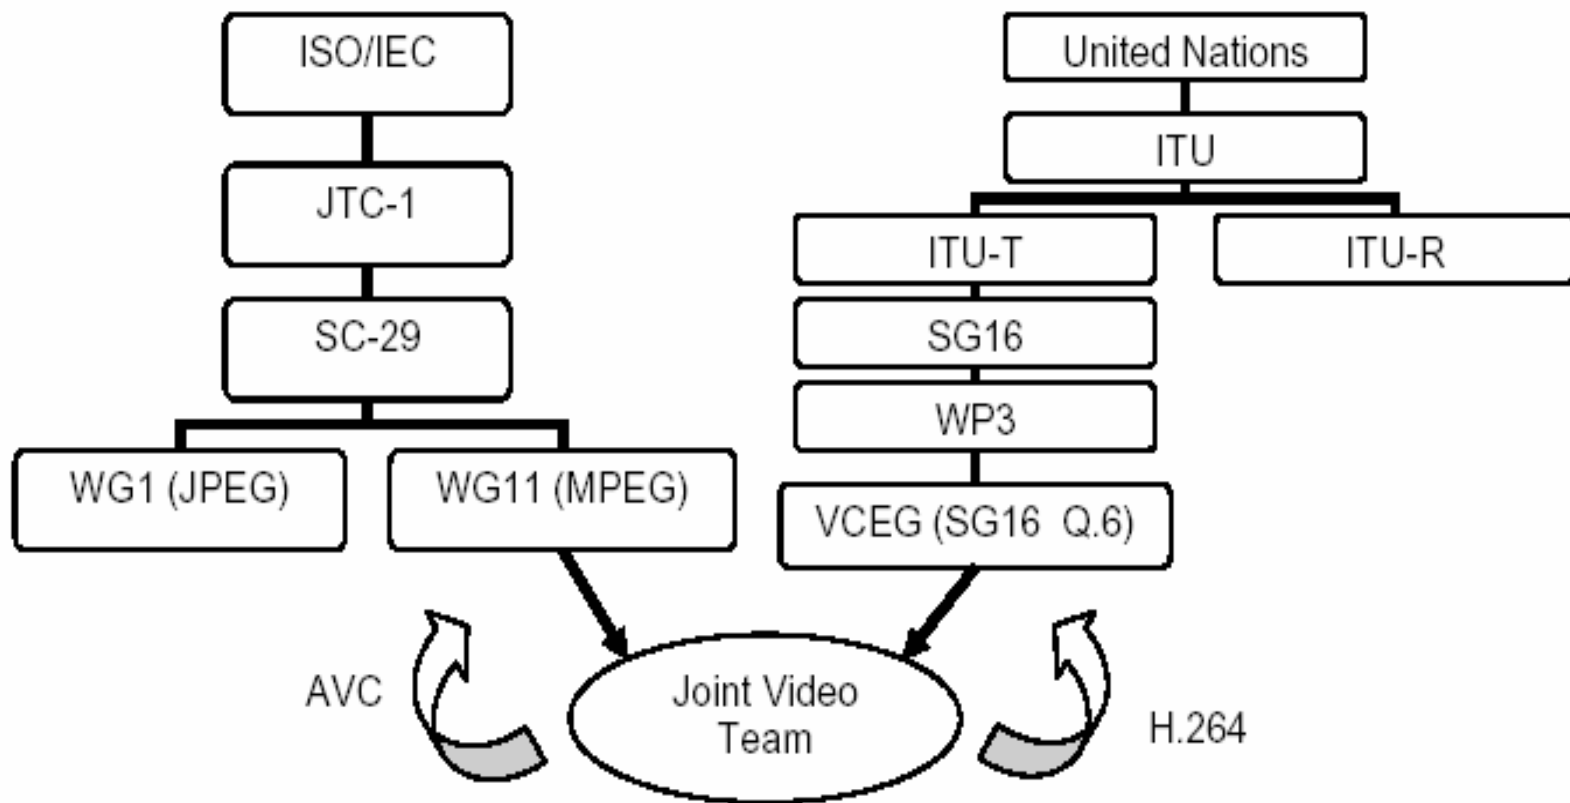 ISO/IEC
JTC-1
SC-29
WG1 (JPEG)
WG11 (MPEG)
United Nations
ITU
ITU-T
ITU-R
SG16
WP3
VCEG (SG16 Q.6)
AVC
Joint Video
Team
H.264